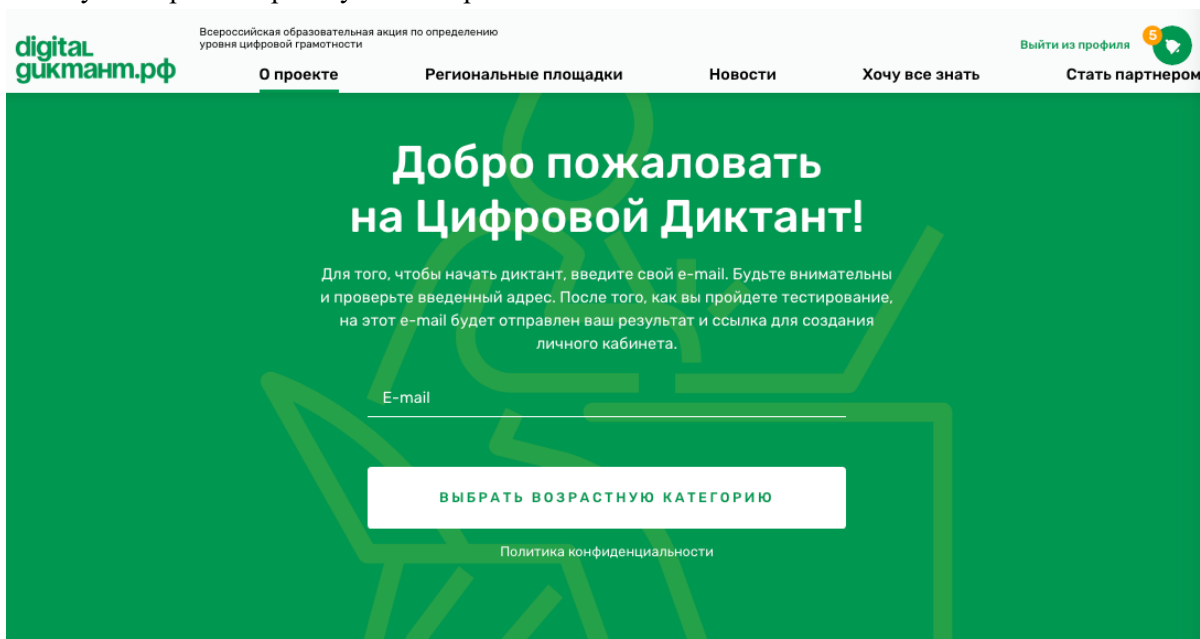 Всероссийская образовательная акция по определению
уровня цифровой грамотности
digital
диктант.рф
Выйти из профиля
5
О проекте Региональные площадки Новости Хочу все знать Стать партнером
Добро пожаловать
на Цифровой Диктант!
Для того, чтобы начать диктант, введите свой e-mail. Будьте внимательны
и проверьте введенный адрес. После того, как вы пройдете тестирование,
на этот e-mail будет отправлен ваш результат и ссылка для создания
личного кабинета.
E-mail
ВЫБРАТЬ ВОЗРАСТНУЮ КАТЕГОРИЮ
Политика конфиденциальности